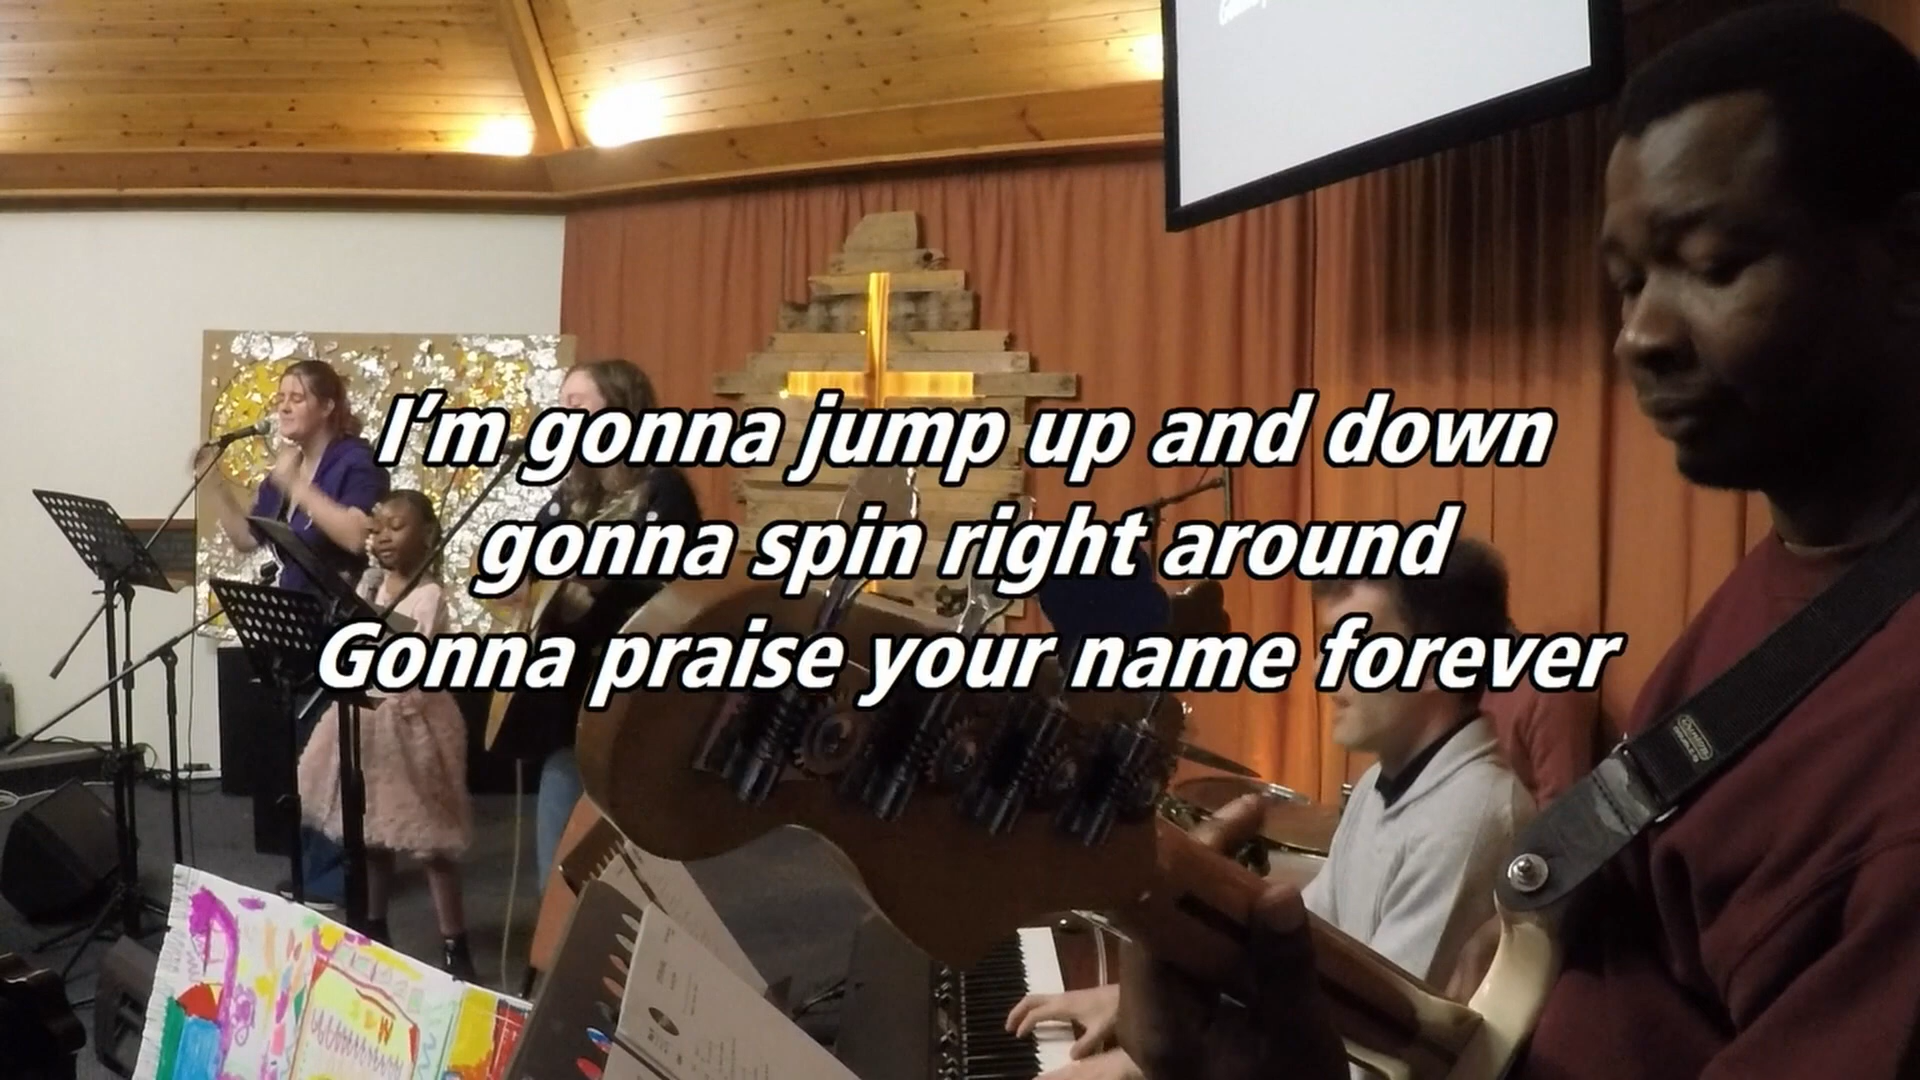 I'm gonna jump up and down
gonna spin right around
Gonna praise your name forever